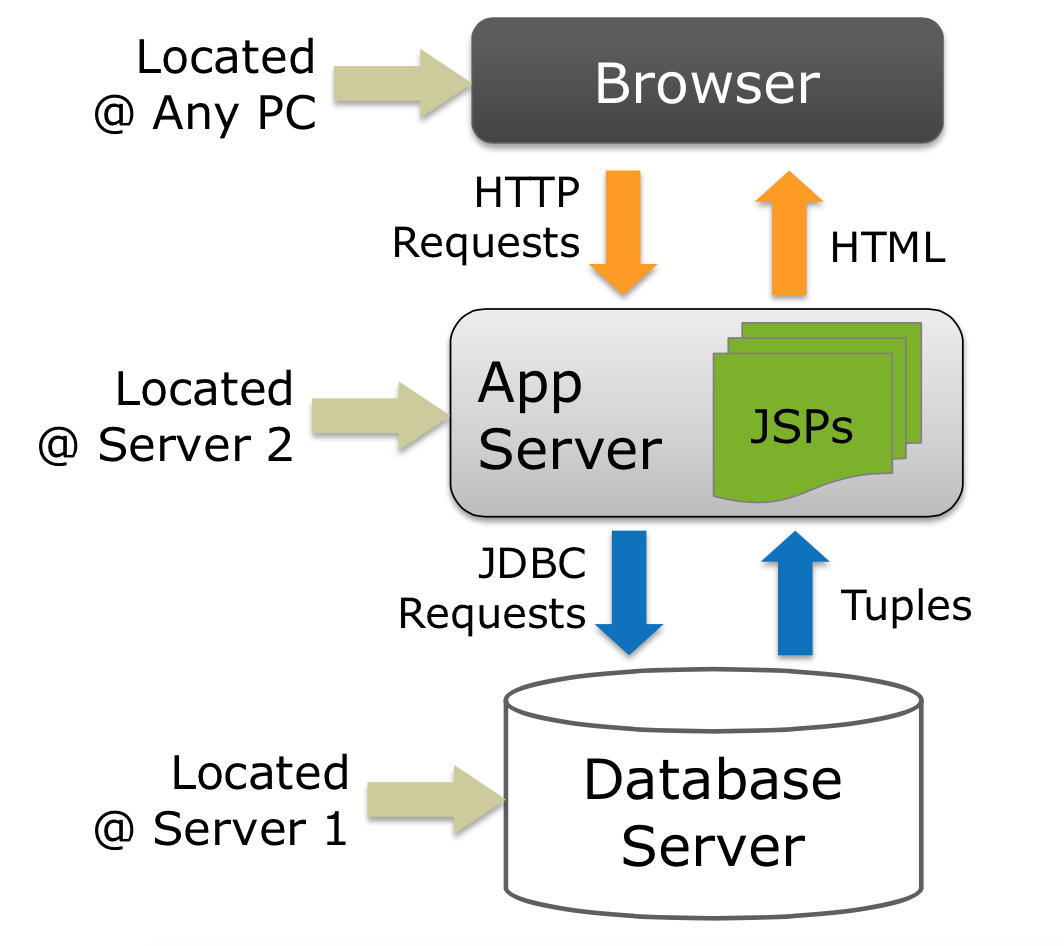 Located
@ Any PC
Browser
HTTP
Requests
HTML
Located
@ Server 2
App
Server
JSPs
JDBC
Requests
Tuples
Located
@ Server 1
Database
Server